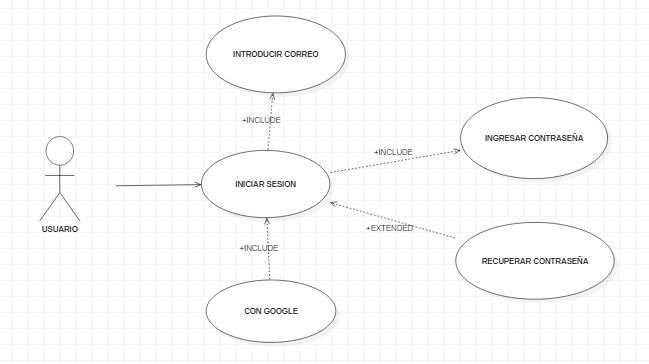 INTRODUCIR CORREO
+INCLUDE
INGRESAR CONTRASEÑA
+INCLUDE
INICIAR SESION
USUARIO
+EXTENDED
+INCLUDE
RECUPERAR CONTRASEÑA
CON GOOGLE